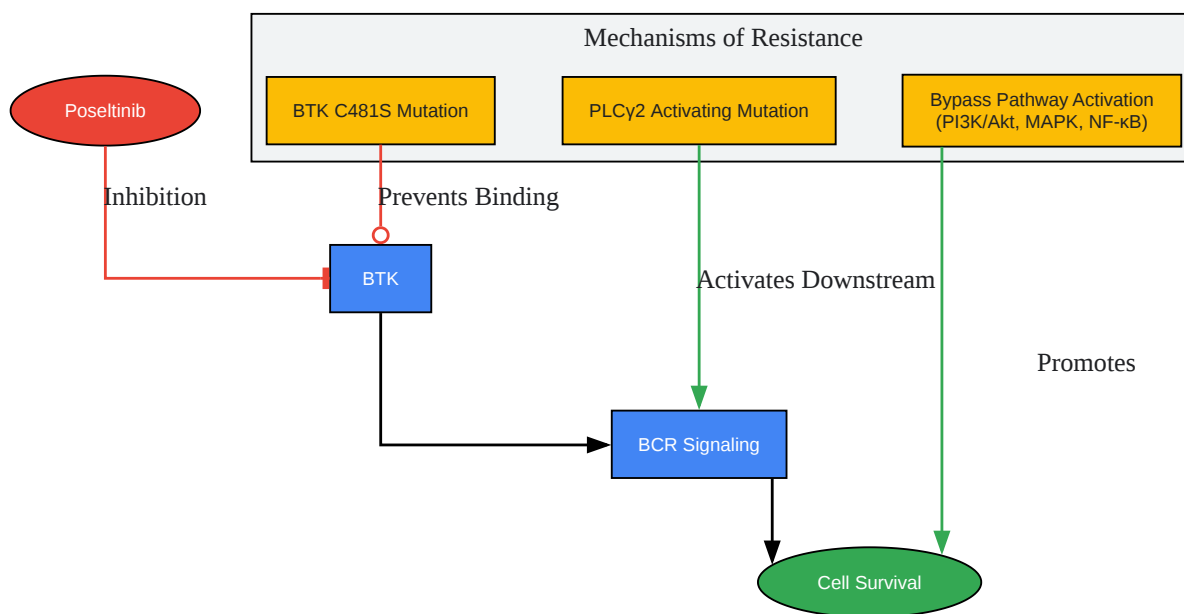 Mechanisms of Resistance
Poseltinib
BTK C481S Mutation
PLCγ2 Activating Mutation
Bypass Pathway Activation
(PI3K/Akt, MAPK, NF-κB)
Inhibition
Prevents Binding
BTK
Activates Downstream
Promotes
BCR Signaling
Cell Survival